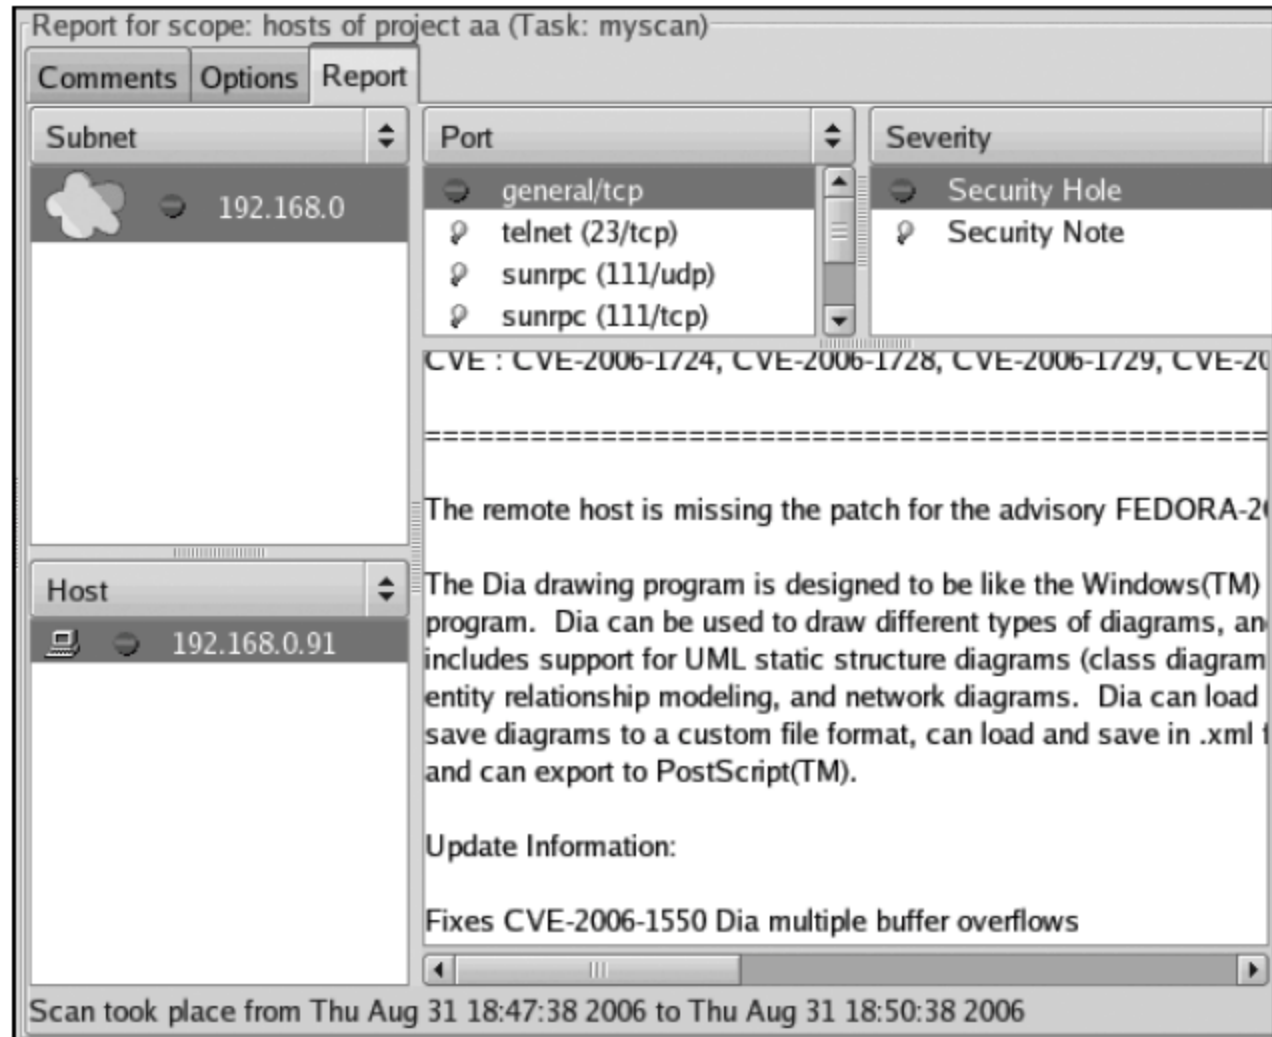 Report for scope: hosts of project aa (Task: myscan)
Comments Options Report
Subnet
192.168.0
Port
general/tcp
telnet (23/tcp)
sunrpc (111/udp)
sunrpc (111/tcp)
Severity
Security Hole
Security Note
Host
192.168.0.91
CVE : CVE-2006-1724, CVE-2006-1728, CVE-2006-1729, CVE-20
================================================
The remote host is missing the patch for the advisory FEDORA-20
The Dia drawing program is designed to be like the Windows(TM)
program. Dia can be used to draw different types of diagrams, an
includes support for UML static structure diagrams (class diagram
entity relationship modeling, and network diagrams. Dia can load
save diagrams to a custom file format, can load and save in .xml f
and can export to PostScript(TM).
Update Information:
Fixes CVE-2006-1550 Dia multiple buffer overflows
Scan took place from Thu Aug 31 18:47:38 2006 to Thu Aug 31 18:50:38 2006